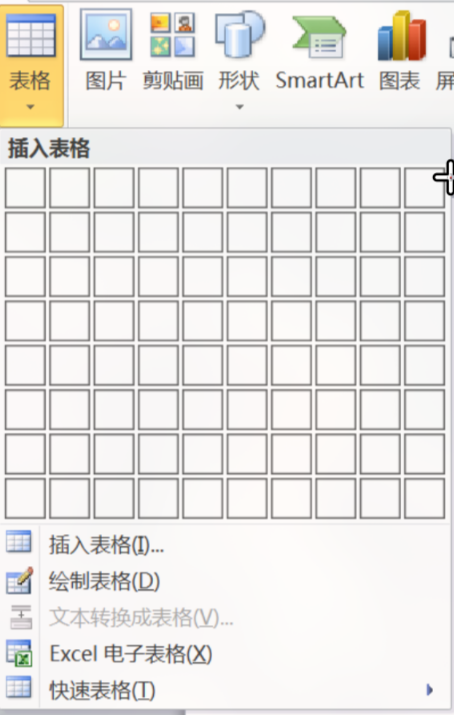 表格 图片 剪贴画 形状 SmartArt 图表 屏
插入表格
插入表格(I)...
绘制表格(D)
文本转换成表格(V)...
Excel 电子表格(X)
快速表格(T)